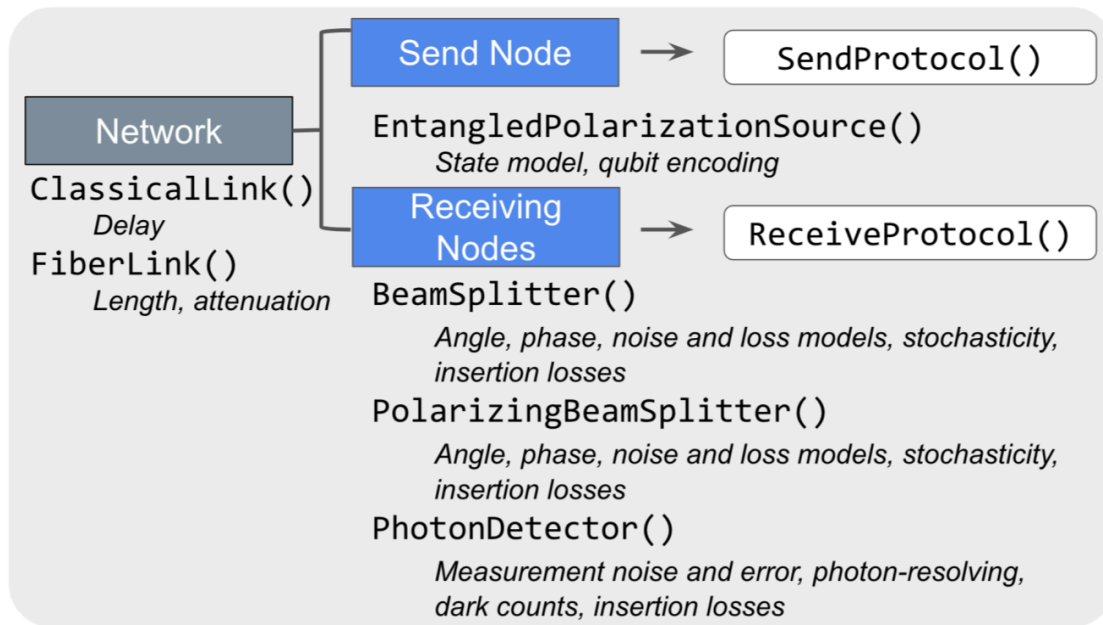 Send Node
SendProtocol()
Network
EntangledPolarizationSource()
State model, qubit encoding
ClassicalLink()
Delay
FiberLink()
Length, attenuation
Receiving
Nodes
ReceiveProtocol()
BeamSplitter()
Angle, phase, noise and loss models, stochasticity,
insertion losses
PolarizingBeamSplitter()
Angle, phase, noise and loss models, stochasticity,
insertion losses
PhotonDetector()
Measurement noise and error, photon-resolving,
dark counts, insertion losses